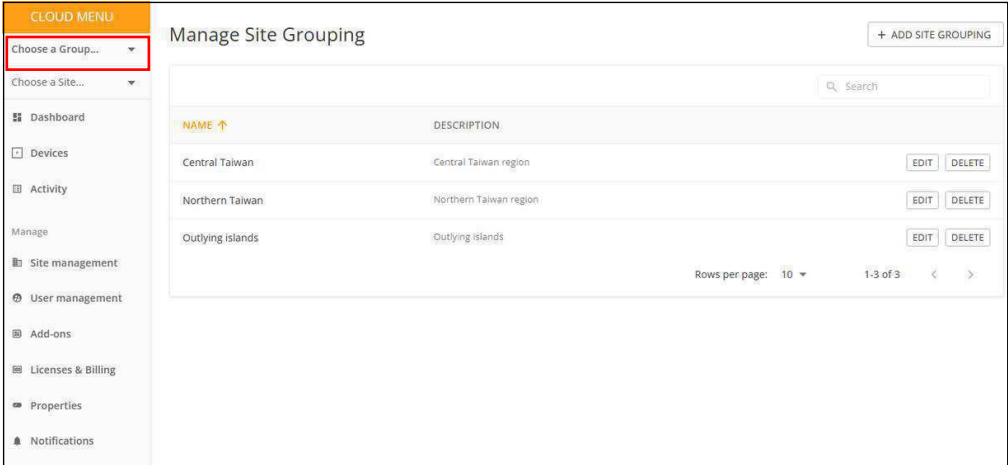 CLOUD MENU
Choose a Group...
Choose a Site...
Dashboard
Devices
Activity
Manage
Site management
User management
Add-ons
Licenses & Billing
Properties
Notifications
Manage Site Grouping
+ ADD SITE GROUPING
Search
NAME ↑ DESCRIPTION
Central Taiwan Central Taiwan region EDIT DELETE
Northern Taiwan Northern Taiwan region EDIT DELETE
Outlying islands Outlying islands EDIT DELETE
Rows per page: 10 1-3 of 3 < >